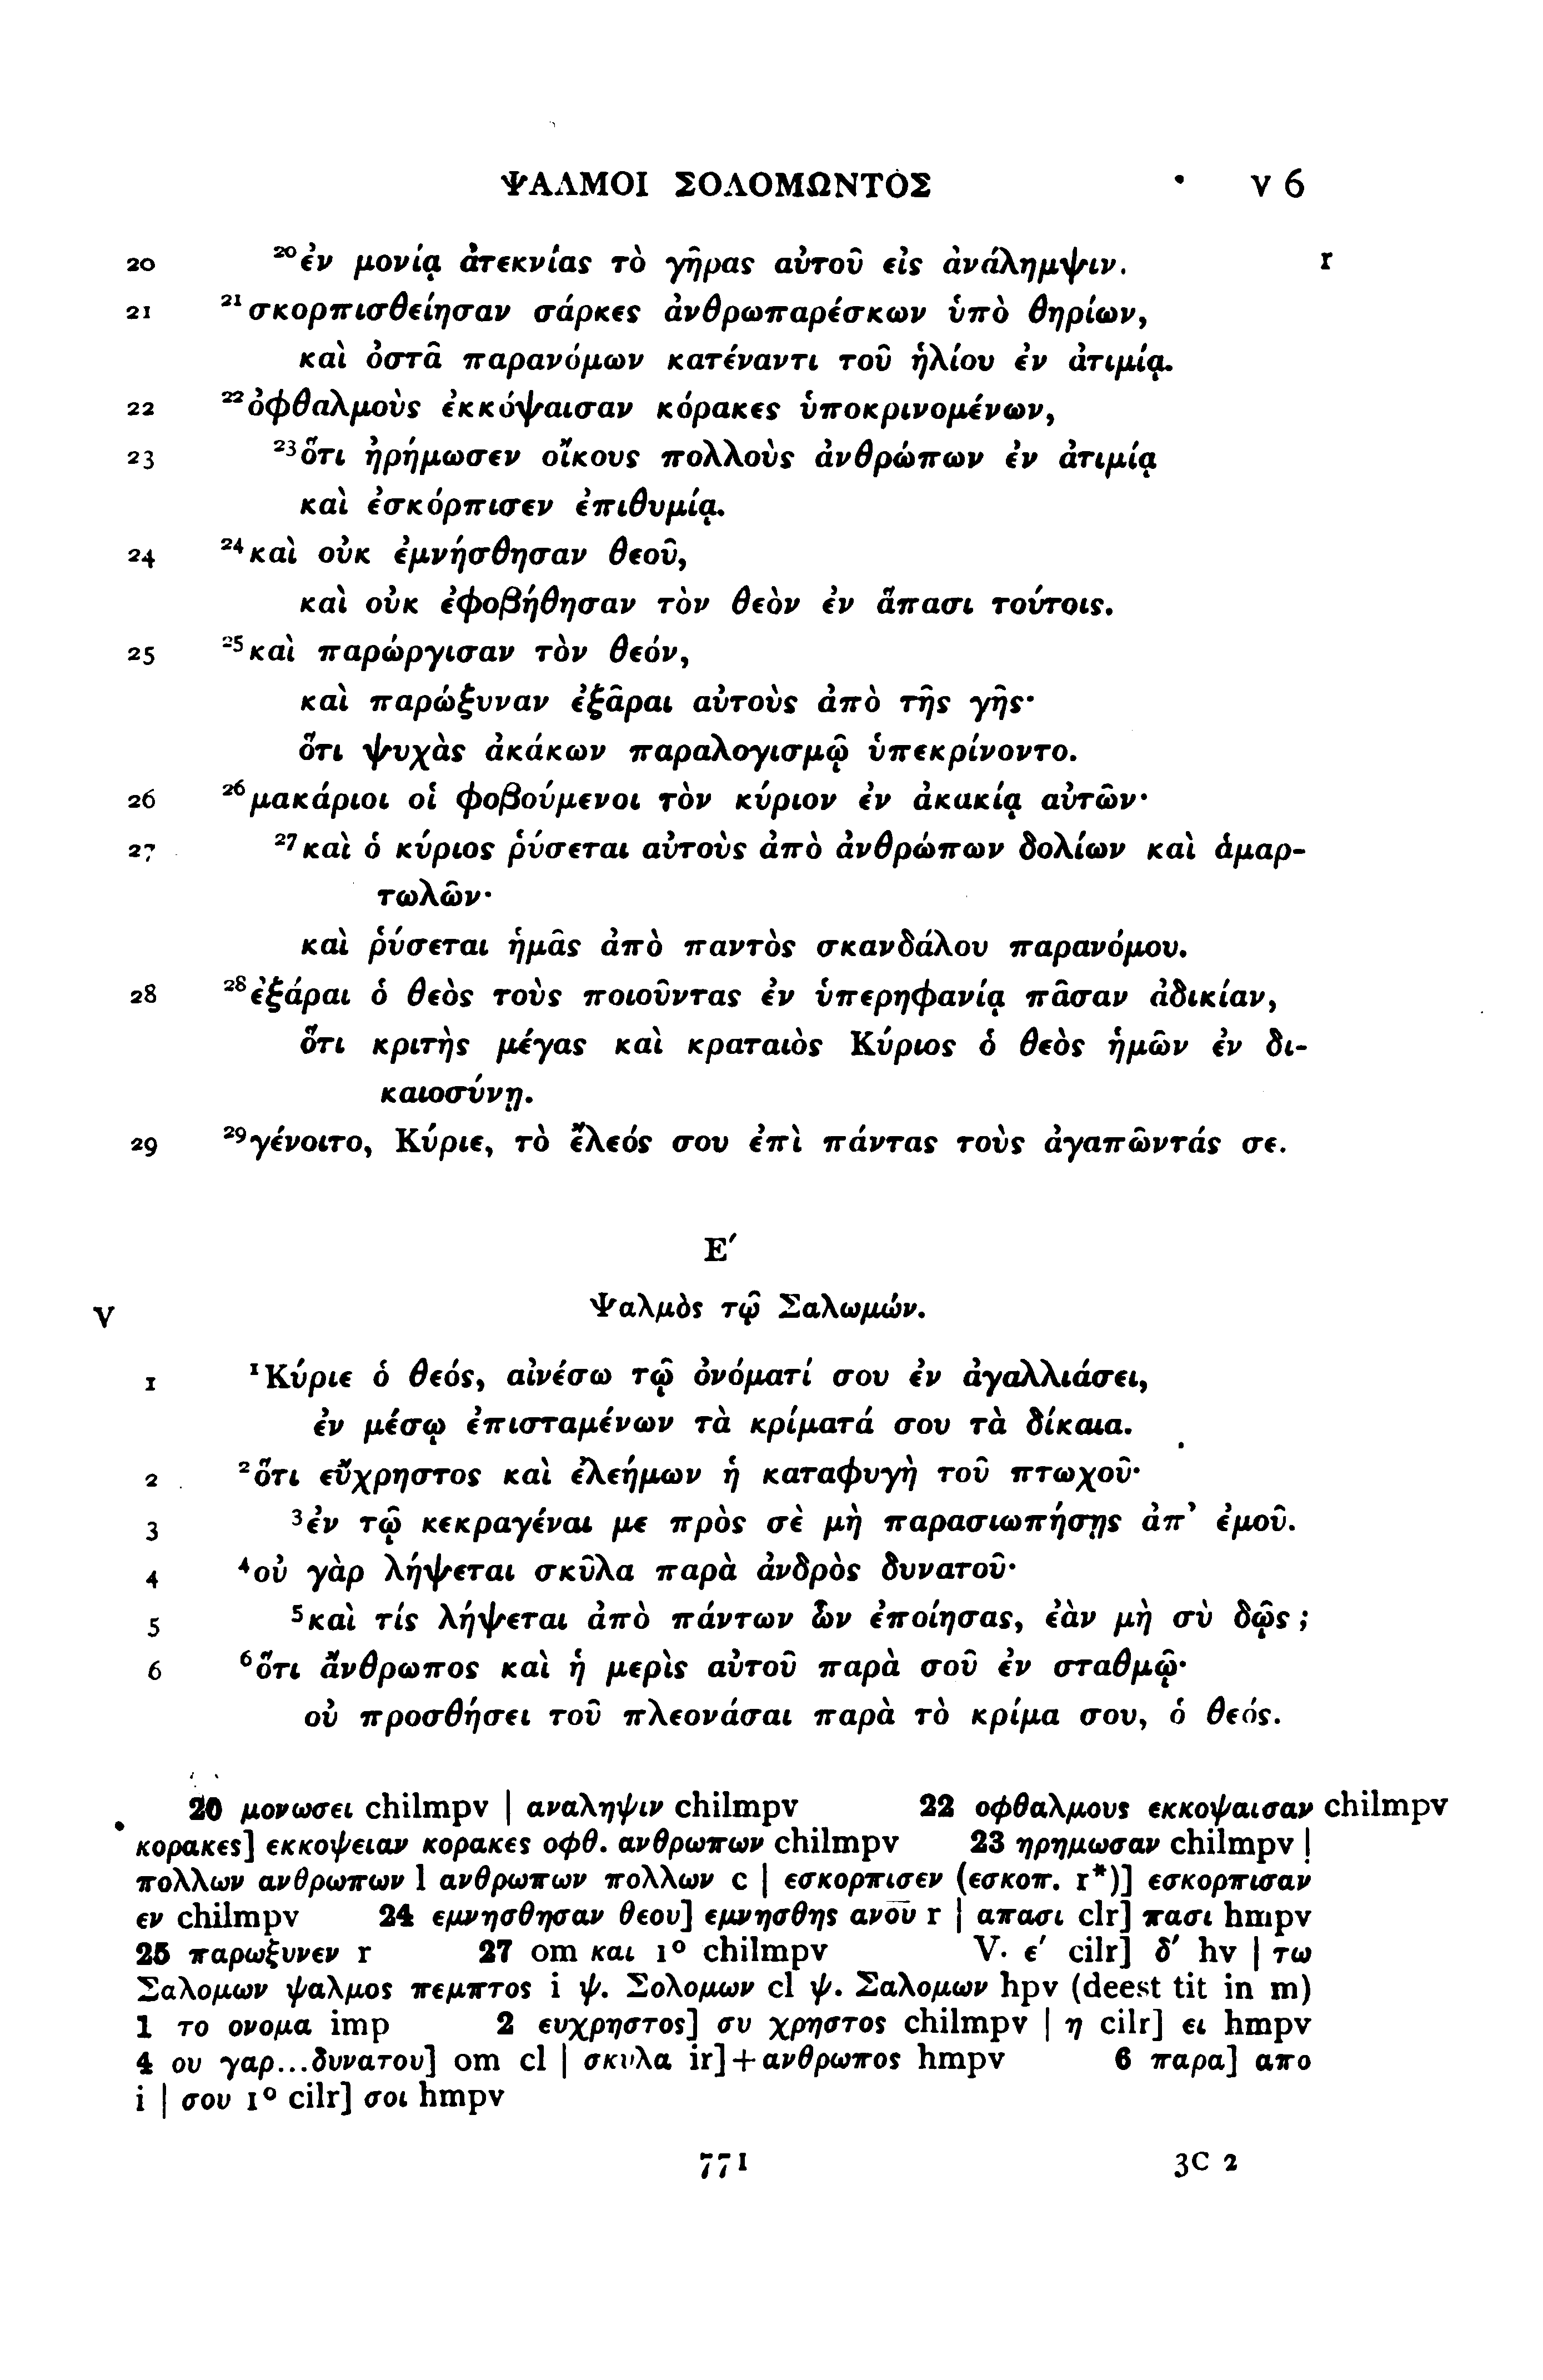 ΨΑΛΜΟΙ ΣΟΛΟΜΩΝΤΟΣ V 6
20 ²⁰ἐν μονίᾳ ἀτεκνίας τὸ γῆρας αὐτοῦ εἰς ἀνάλημψιν. r
21 ²¹σκορπισθείησαν σάρκες ἀνθρωπαρέσκων ὑπὸ θηρίων,
καὶ ὀστᾶ παρανόμων κατέναντι τοῦ ἡλίου ἐν ἀτιμίᾳ.
22 ²²ὀφθαλμοὺς ἐκκόψαισαν κόρακες ὑποκρινομένων,
23 ²³ὅτι ἠρήμωσεν οἴκους πολλοὺς ἀνθρώπων ἐν ἀτιμίᾳ
καὶ ἐσκόρπισεν ἐπιθυμίᾳ.
24 ²⁴καὶ οὐκ ἐμνήσθησαν θεοῦ,
καὶ οὐκ ἐφοβήθησαν τὸν θεὸν ἐν ἅπασι τούτοις.
25 ²⁵καὶ παρώργισαν τὸν θεόν,
καὶ παρώξυναν ἐξᾶραι αὐτοὺς ἀπὸ τῆς γῆς·
ὅτι ψυχὰς ἀκάκων παραλογισμῷ ὑπεκρίνοντο.
26 ²⁶μακάριοι οἱ φοβούμενοι τὸν κύριον ἐν ἀκακίᾳ αὐτῶν·
27 ²⁷καὶ ὁ κύριος ῥύσεται αὐτοὺς ἀπὸ ἀνθρώπων δολίων καὶ ἁμαρ-
τωλῶν·
καὶ ῥύσεται ἡμᾶς ἀπὸ παντὸς σκανδάλου παρανόμου.
28 ²⁸ἐξάραι ὁ θεὸς τοὺς ποιοῦντας ἐν ὑπερηφανίᾳ πᾶσαν ἀδικίαν,
ὅτι κριτὴς μέγας καὶ κραταιὸς Κύριος ὁ θεὸς ἡμῶν ἐν δι-
καιοσύνῃ.
29 ²⁹γένοιτο, Κύριε, τὸ ἔλεός σου ἐπὶ πάντας τοὺς ἀγαπῶντάς σε.
Ε′
V Ψαλμὸς τῷ Σαλωμών.
1 ¹Κύριε ὁ θεός, αἰνέσω τῷ ὀνόματί σου ἐν ἀγαλλιάσει,
ἐν μέσῳ ἐπισταμένων τὰ κρίματά σου τὰ δίκαια.
2 ²ὅτι εὔχρηστος καὶ ἐλεήμων ἡ καταφυγὴ τοῦ πτωχοῦ·
3 ³ἐν τῷ κεκραγέναι με πρὸς σὲ μὴ παρασιωπήσῃς ἀπ᾽ ἐμοῦ.
4 ⁴οὐ γὰρ λήψεται σκῦλα παρὰ ἀνδρὸς δυνατοῦ·
5 ⁵καὶ τίς λήψεται ἀπὸ πάντων ὧν ἐποίησας, ἐὰν μὴ σὺ δῷς;
6 ⁶ὅτι ἄνθρωπος καὶ ἡ μερὶς αὐτοῦ παρὰ σοῦ ἐν σταθμῷ·
οὐ προσθήσει τοῦ πλεονάσαι παρὰ τὸ κρίμα σου, ὁ θεός.
20 μονωσει chilmpv | αναληψιν chilmpv 22 οφθαλμους εκκοψαισαν chilmpv
κορακες] εκκοψειαν κορακες οφθ. ανθρωπων chilmpv 23 ηρημωσαν chilmpv |
πολλων ανθρωπων l ανθρωπων πολλων c | εσκορπισεν (εσκοπ. r*)] εσκορπισαν
εν chilmpv 24 εμνησθησαν θεου] εμνησθης ανου̅ r | απασι clr] πασι hmpv
25 παρωξυνεν r 27 om και 1º chilmpv V. ε′ cilr] δ′ hv | τω
Σαλομων ψαλμος πεμπτος i ψ. Σολομων cl ψ. Σαλομων hpv (deest tit in m)
1 το ονομα imp 2 ευχρηστος] συ χρηστος chilmpv | η cilr] ει hmpv
4 ου γαρ...δυνατου] om cl | σκυλα ir]+ανθρωπος hmpv 6 παρα] απο
i | σου 1º cilr] σοι hmpv
771 3C 2